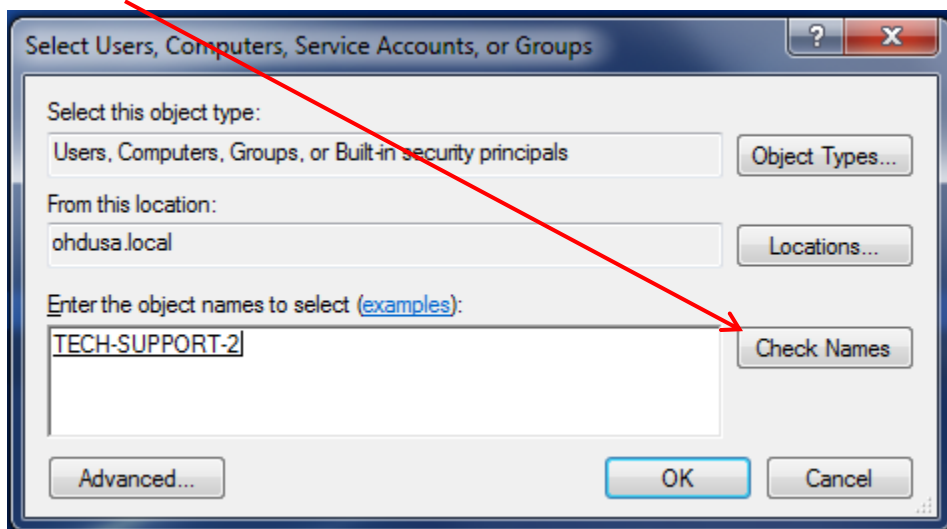 Select Users, Computers, Service Accounts, or Groups
?
X
Select this object type:
Users, Computers, Groups, or Built-in security principals
Object Types...
From this location:
ohdusa.local
Locations...
Enter the object names to select (examples):
TECH-SUPPORT-2
Check Names
Advanced...
OK
Cancel